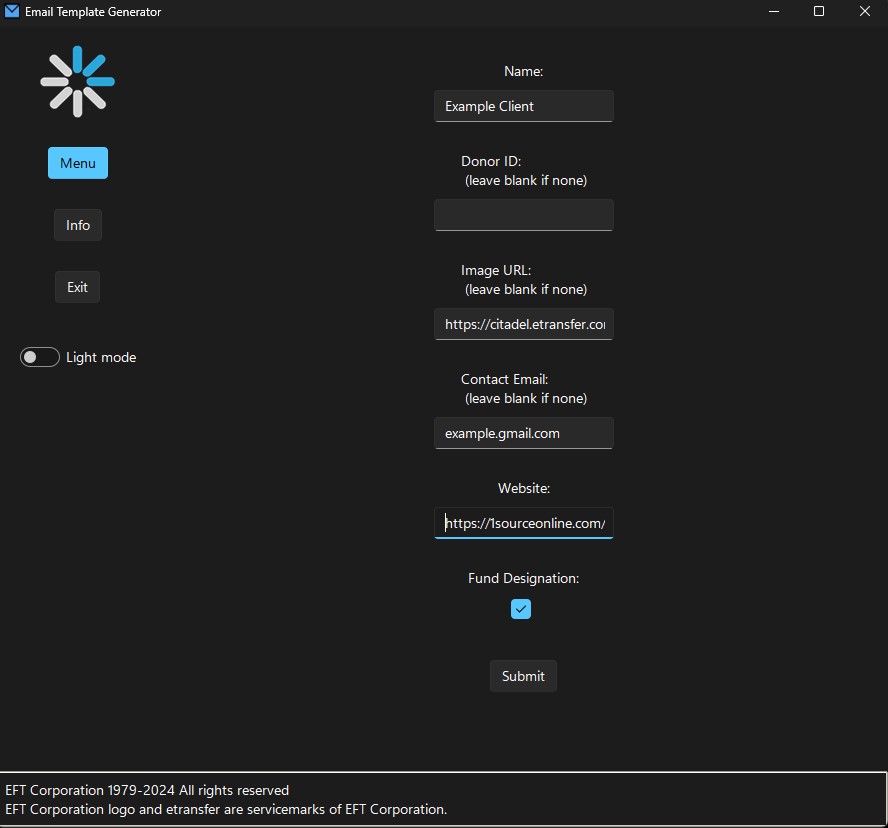 Email Template Generator
Menu
Info
Exit
Light mode
Name:
Example Client
Donor ID:
(leave blank if none)
Image URL:
(leave blank if none)
https://citadel.etransfer.co
Contact Email:
(leave blank if none)
example.gmail.com
Website:
https://1sourceonline.com/
Fund Designation:
Submit
EFT Corporation 1979-2024 All rights reserved
EFT Corporation logo and etransfer are servicemarks of EFT Corporation.